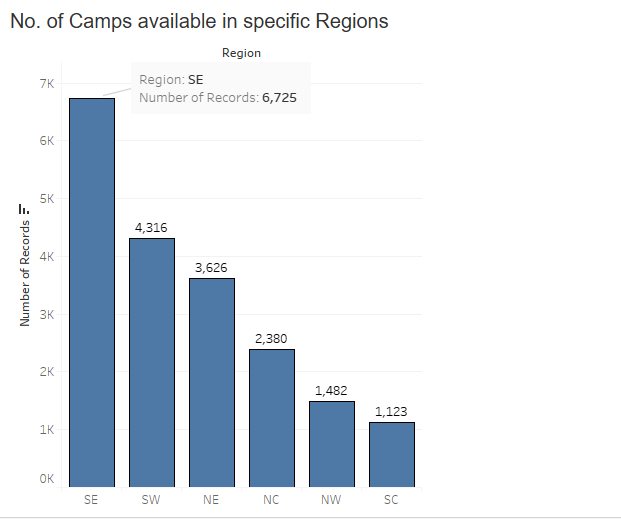 No. of Camps available in specific Regions
Region
Region: SE
Number of Records: 6,725
7K
6K
5K
4K
3K
2K
1K
0K
Number of Records
4,316
3,626
2,380
1,482
1,123
SE SW NE NC NW SC